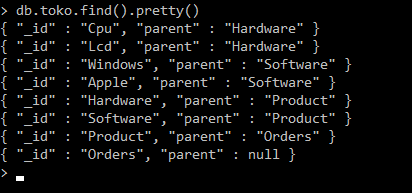 > db.toko.find().pretty()
{ "_id" : "Cpu", "parent" : "Hardware" }
{ "_id" : "Lcd", "parent" : "Hardware" }
{ "_id" : "Windows", "parent" : "Software" }
{ "_id" : "Apple", "parent" : "Software" }
{ "_id" : "Hardware", "parent" : "Product" }
{ "_id" : "Software", "parent" : "Product" }
{ "_id" : "Product", "parent" : "Orders" }
{ "_id" : "Orders", "parent" : null }
>